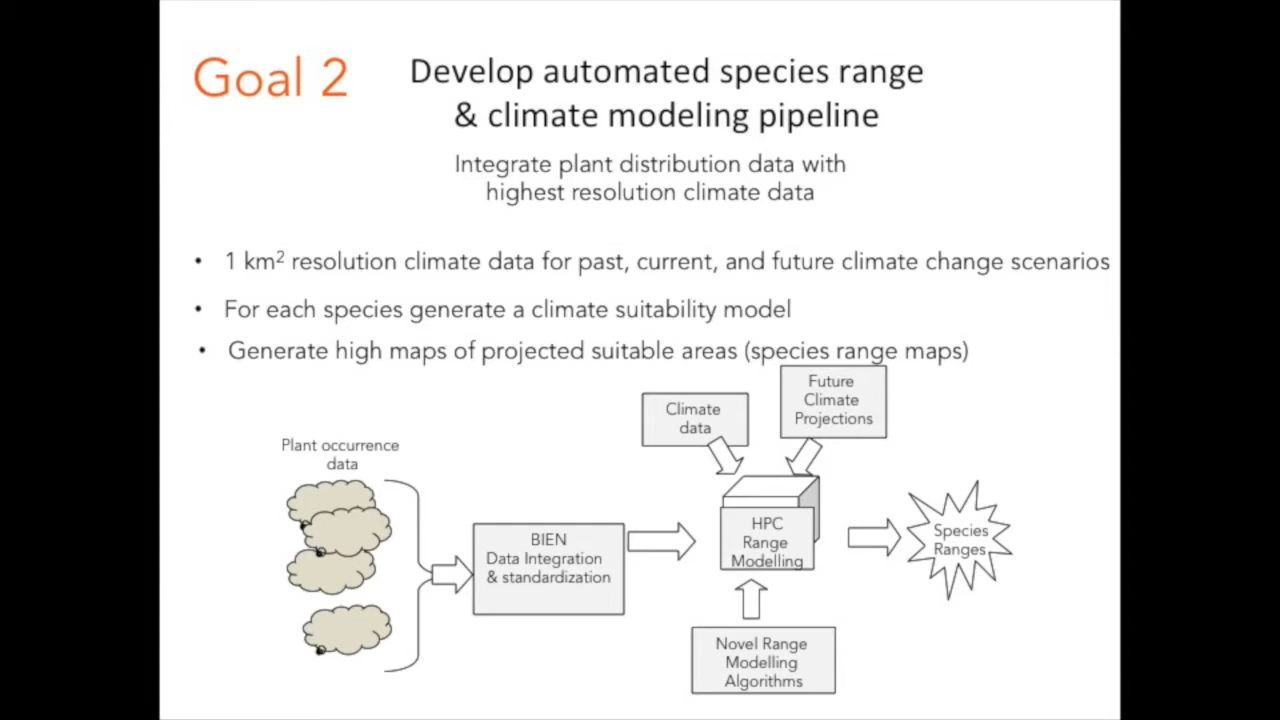 Goal 2
Develop automated species range
& climate modeling pipeline
Integrate plant distribution data with
highest resolution climate data
• 1 km² resolution climate data for past, current, and future climate change scenarios
• For each species generate a climate suitability model
• Generate high maps of projected suitable areas (species range maps)
Plant occurrence
data
BIEN
Data Integration
& standardization
Climate
data
Future
Climate
Projections
HPC
Range
Modelling
Novel Range
Modelling
Algorithms
Species
Ranges